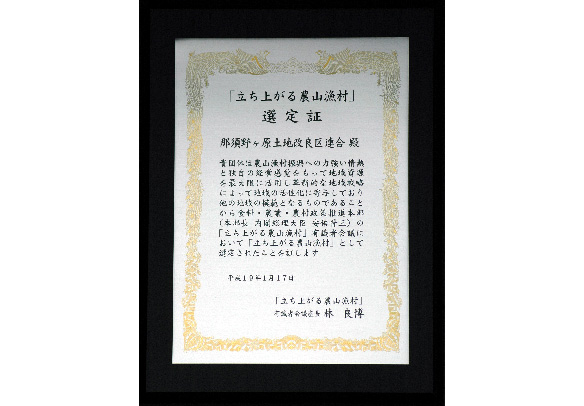 「立ち上がる農山漁村」
選定証
那須野ヶ原土地改良区連合 殿
貴団体は農山漁村振興への力強い情熱
と独自の経営感覚をもって地域資源
を最大限に活用し革新的な地域戦略
によって地域の活性化に寄与しており
他の地域の模範となるものであること
から食料・農業・農村政策推進本部
(本部長 内閣総理大臣 安倍晋三)の
「立ち上がる農山漁村」有識者会議に
おいて「立ち上がる農山漁村」として
選定されたことを証します
平成19年1月17日
「立ち上がる農山漁村」
有識者会議座長 林 良博